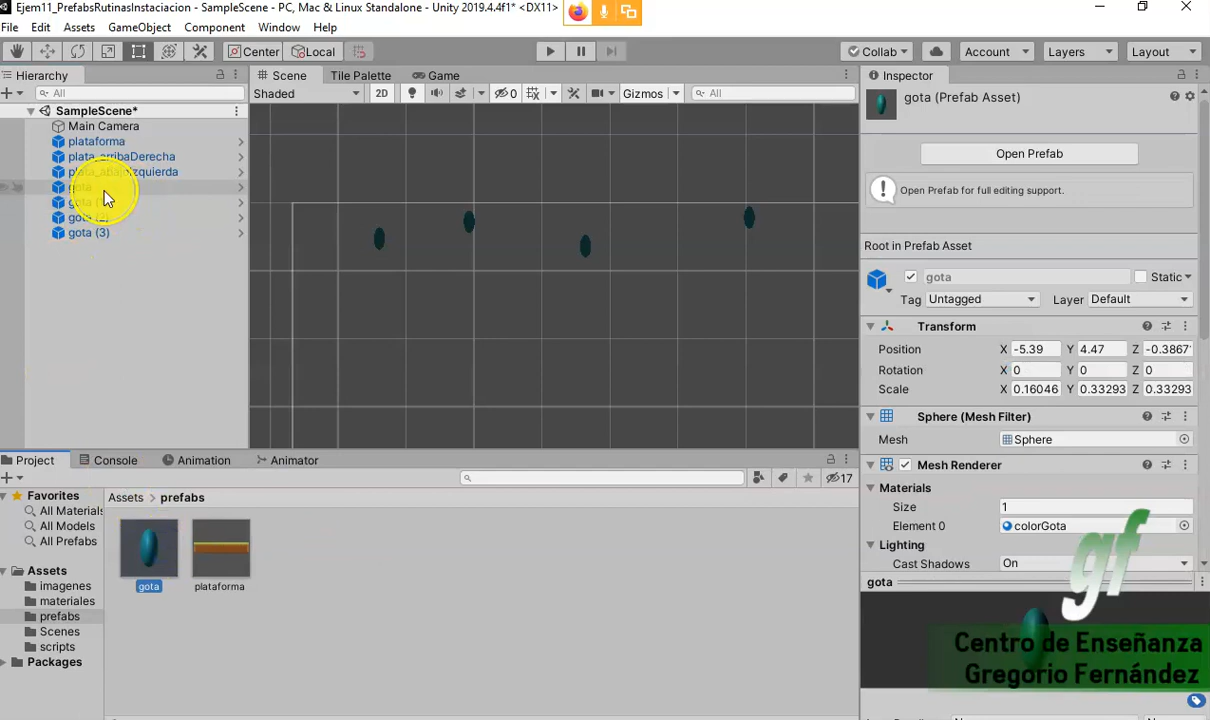 Ejem11_PrefabsRutinasInstaciacion - SampleScene - PC, Mac & Linux Standalone - Unity 2019.4.4f1* <DX11>
File Edit Assets GameObject Component Window Help
Center Local Collab Account Layers Layout
Hierarchy Scene Tile Palette Game Inspector
All Shaded 2D 0 Gizmos All gota (Prefab Asset)
SampleScene*
Main Camera
plataforma
plata_arribaDerecha
plata_abajoIzquierda
gota
gota
gota (2)
gota (3)
Open Prefab
Open Prefab for full editing support.
Root in Prefab Asset
gota Static
Tag Untagged Layer Default
Transform
Position X -5.39 Y 4.47 Z -0.3867
Rotation X 0 Y 0 Z 0
Scale X 0.16046 Y 0.33293 Z 0.33293
Sphere (Mesh Filter)
Mesh Sphere
Mesh Renderer
Materials
Size 1
Element 0 colorGota
Lighting
Cast Shadows On
gota
Project Console Animation Animator
17
Favorites
All Materials
All Models
All Prefabs
Assets
imagenes
materiales
prefabs
Scenes
scripts
Packages
Assets > prefabs
gota plataforma
gf
Centro de Enseñanza
Gregorio Fernández